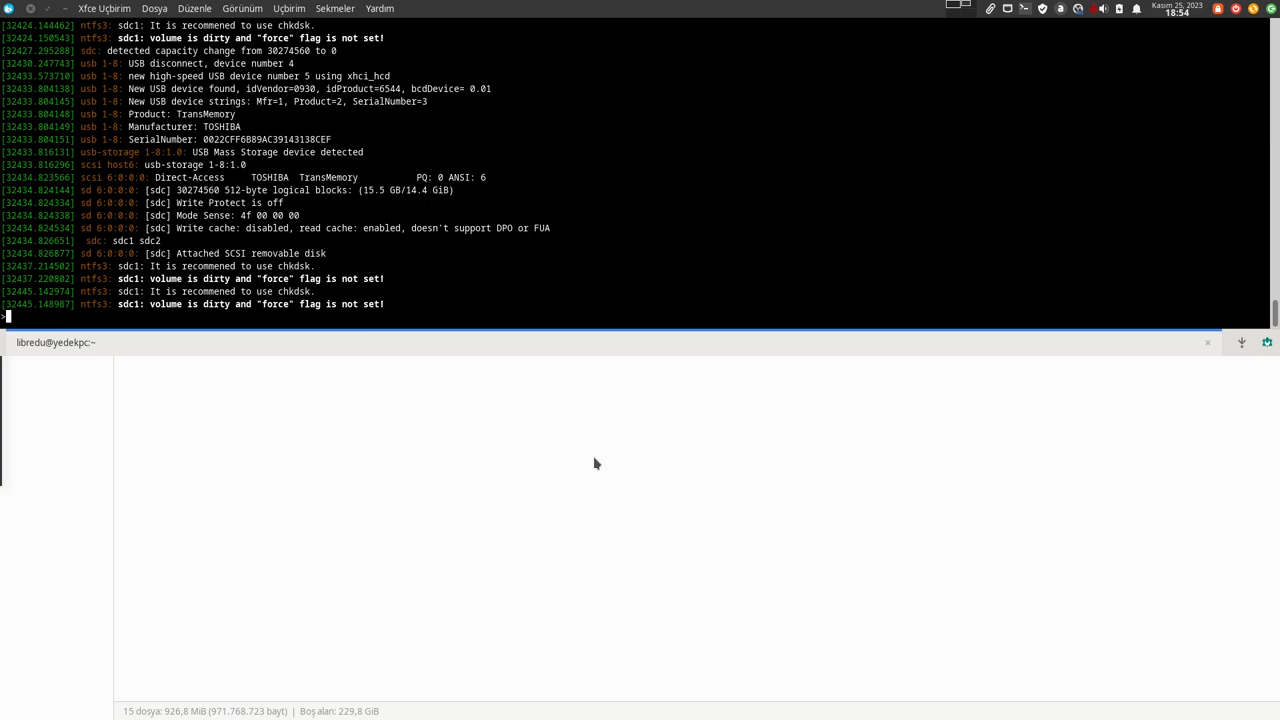 Xfce Uçbirim Dosya Düzenle Görünüm Uçbirim Sekmeler Yardım
Kasım 25, 2023
18:54
[32424.144462] ntfs3: sdc1: It is recommened to use chkdsk.
[32424.150543] ntfs3: sdc1: volume is dirty and "force" flag is not set!
[32427.295288] sdc: detected capacity change from 30274560 to 0
[32430.247743] usb 1-8: USB disconnect, device number 4
[32433.573710] usb 1-8: new high-speed USB device number 5 using xhci_hcd
[32433.804138] usb 1-8: New USB device found, idVendor=0930, idProduct=6544, bcdDevice= 0.01
[32433.804145] usb 1-8: New USB device strings: Mfr=1, Product=2, SerialNumber=3
[32433.804148] usb 1-8: Product: TransMemory
[32433.804149] usb 1-8: Manufacturer: TOSHIBA
[32433.804151] usb 1-8: SerialNumber: 0022CFF6B89AC39143138CEF
[32433.816131] usb-storage 1-8:1.0: USB Mass Storage device detected
[32433.816296] scsi host6: usb-storage 1-8:1.0
[32434.823566] scsi 6:0:0:0: Direct-Access     TOSHIBA  TransMemory           PQ: 0 ANSI: 6
[32434.824144] sd 6:0:0:0: [sdc] 30274560 512-byte logical blocks: (15.5 GB/14.4 GiB)
[32434.824334] sd 6:0:0:0: [sdc] Write Protect is off
[32434.824338] sd 6:0:0:0: [sdc] Mode Sense: 4f 00 00 00
[32434.824534] sd 6:0:0:0: [sdc] Write cache: disabled, read cache: enabled, doesn't support DPO or FUA
[32434.826651]  sdc: sdc1 sdc2
[32434.826877] sd 6:0:0:0: [sdc] Attached SCSI removable disk
[32437.214502] ntfs3: sdc1: It is recommened to use chkdsk.
[32437.220802] ntfs3: sdc1: volume is dirty and "force" flag is not set!
[32445.142974] ntfs3: sdc1: It is recommened to use chkdsk.
[32445.148987] ntfs3: sdc1: volume is dirty and "force" flag is not set!
>
libredu@yedekpc:~
15 dosya: 926,8 MiB (971.768.723 bayt) | Boş alan: 229,8 GiB